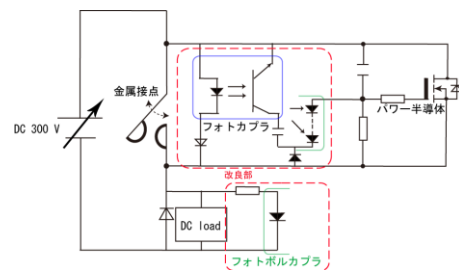 金属接点
DC 300 V
フォトカプラ
パワー半導体
改良部
DC load
フォトボルカプラ